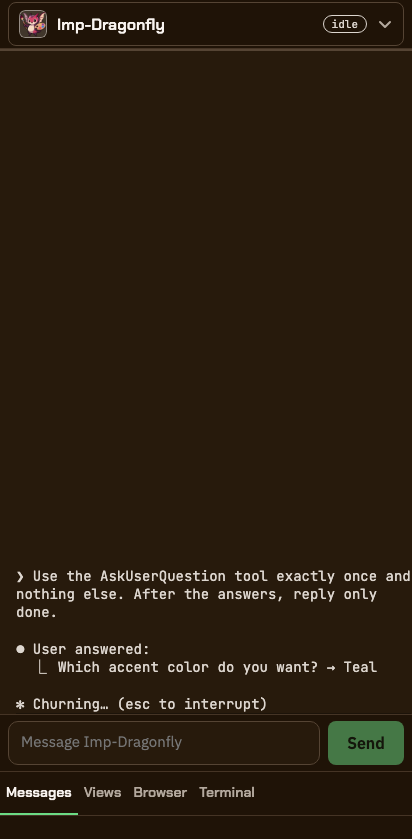 Imp-Dragonfly
idle
❯ Use the AskUserQuestion tool exactly once and
nothing else. After the answers, reply only
done.
● User answered:
⎿ Which accent color do you want? → Teal
✻ Churning… (esc to interrupt)
Message Imp-Dragonfly
Send
Messages Views Browser Terminal